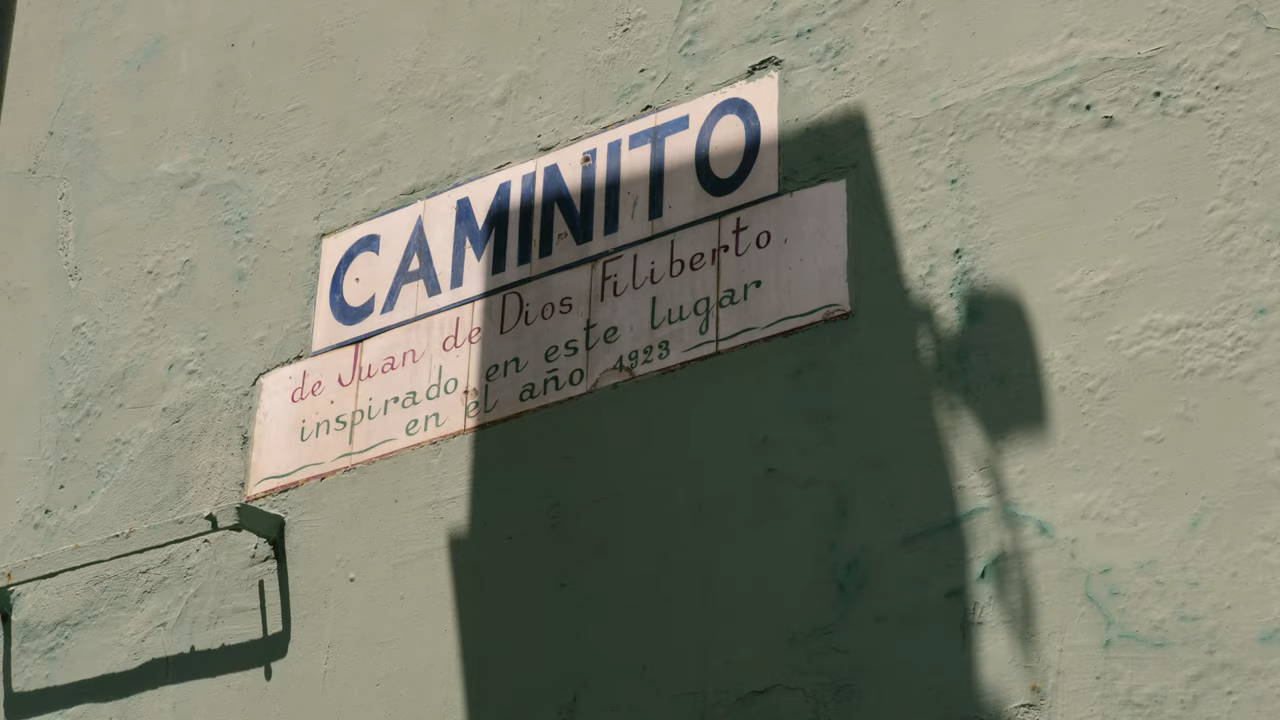 CAMINITO
de Juan de Dios Filiberto.
inspirado en este lugar
en el año 1923